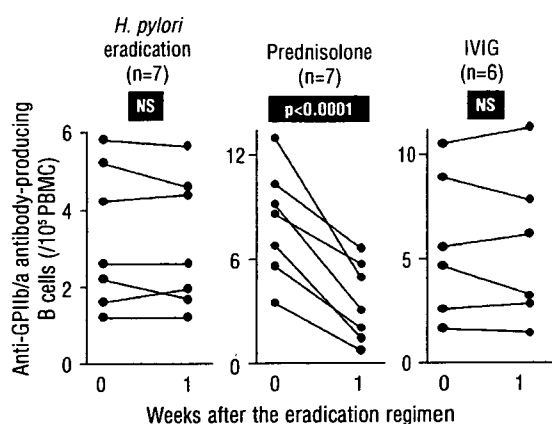 H. pylori
eradication
(n=7)
NS
Prednisolone
(n=7)
p<0.0001
IVIG
(n=6)
NS
Anti-GPIIb/a antibody-producing
B cells (/10⁵ PBMC)
6
4
2
0
12
6
0
10
5
0
0 1
0 1
0 1
Weeks after the eradication regimen